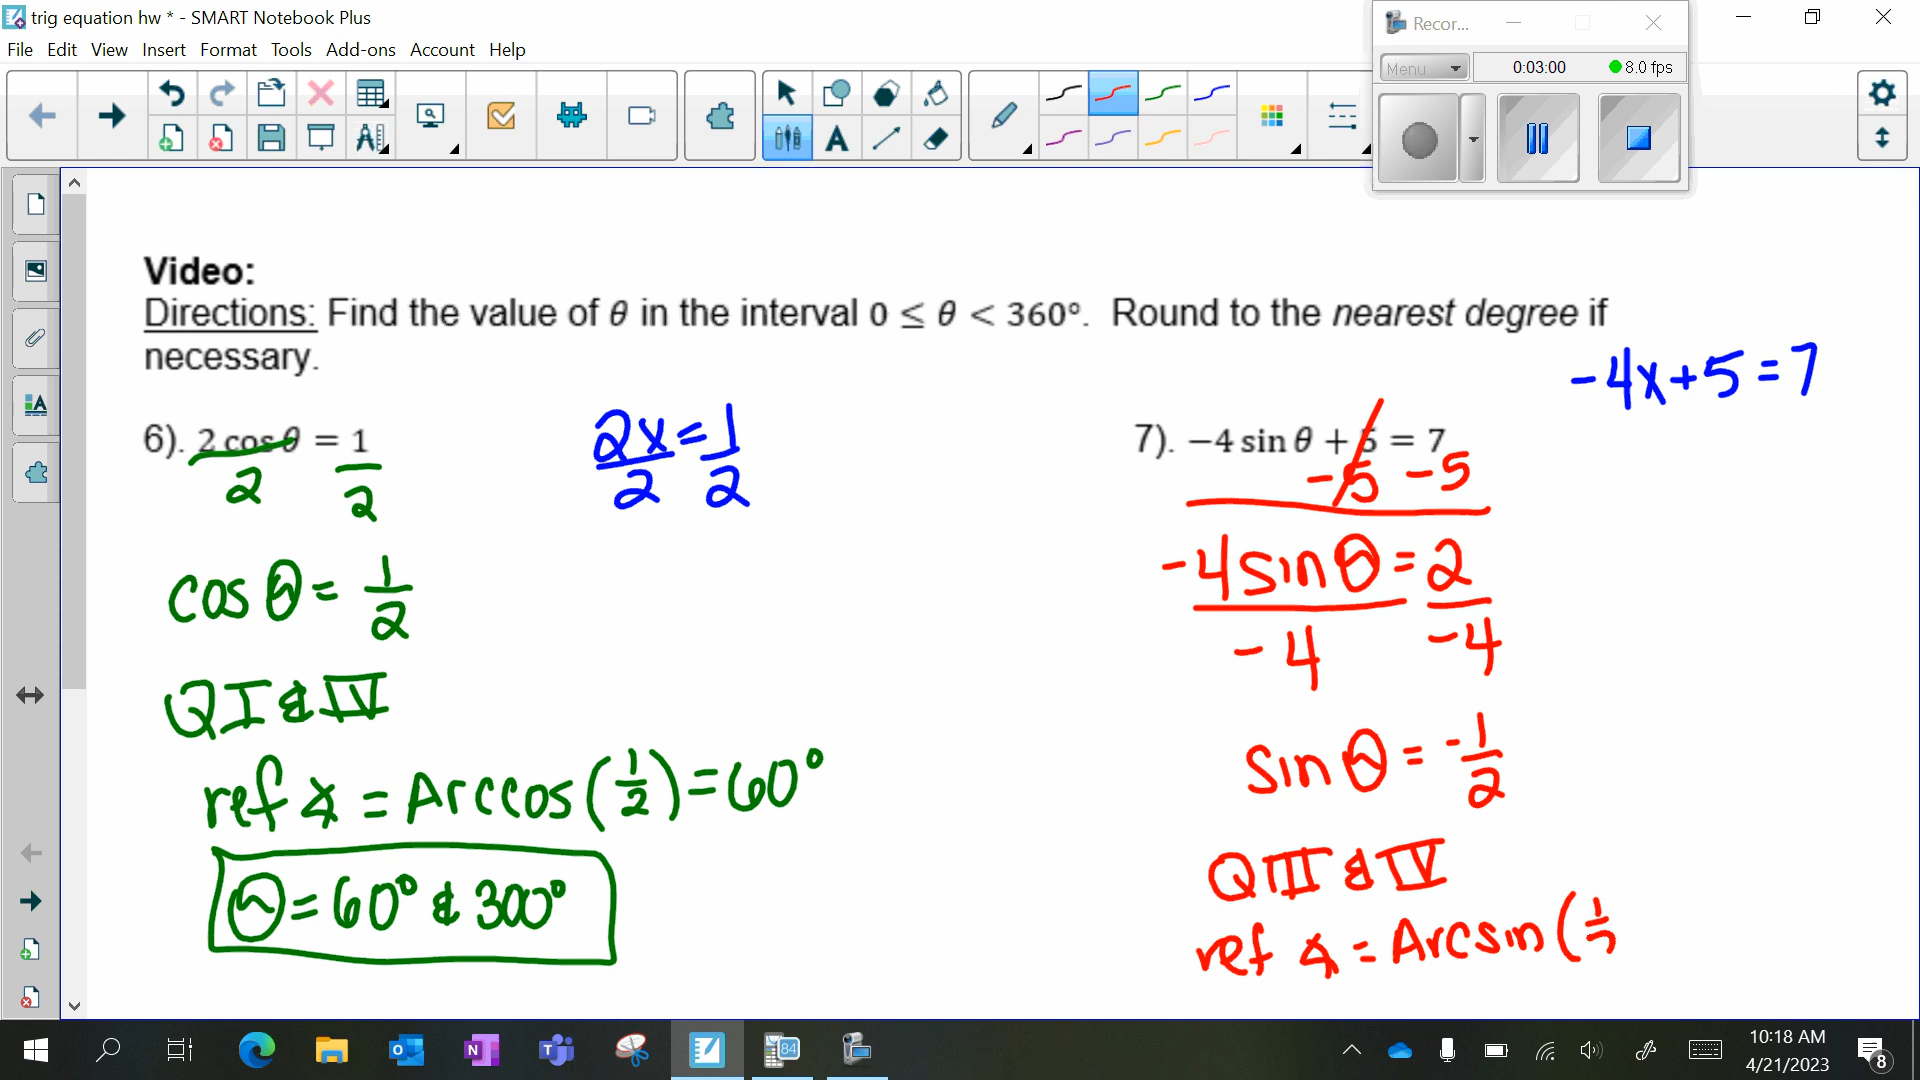 trig equation hw * - SMART Notebook Plus
File Edit View Insert Format Tools Add-ons Account Help
Recor...
Menu 0:03:00 8.0 fps
Video:
Directions: Find the value of θ in the interval 0 ≤ θ < 360°. Round to the nearest degree if
necessary.
-4x+5=7
6). 2 cos θ = 1
2 2
2x=1
2 2
7). −4 sin θ + 5 = 7
-5 -5
-4sinθ=2
-4 -4
cos θ = 1/2
sin θ = -1/2
QI & IV
ref ∡ = Arccos(1/2)=60°
θ=60° & 300°
QIII & IV
ref ∡ = Arcsin(1/2
84
10:18 AM
4/21/2023
8